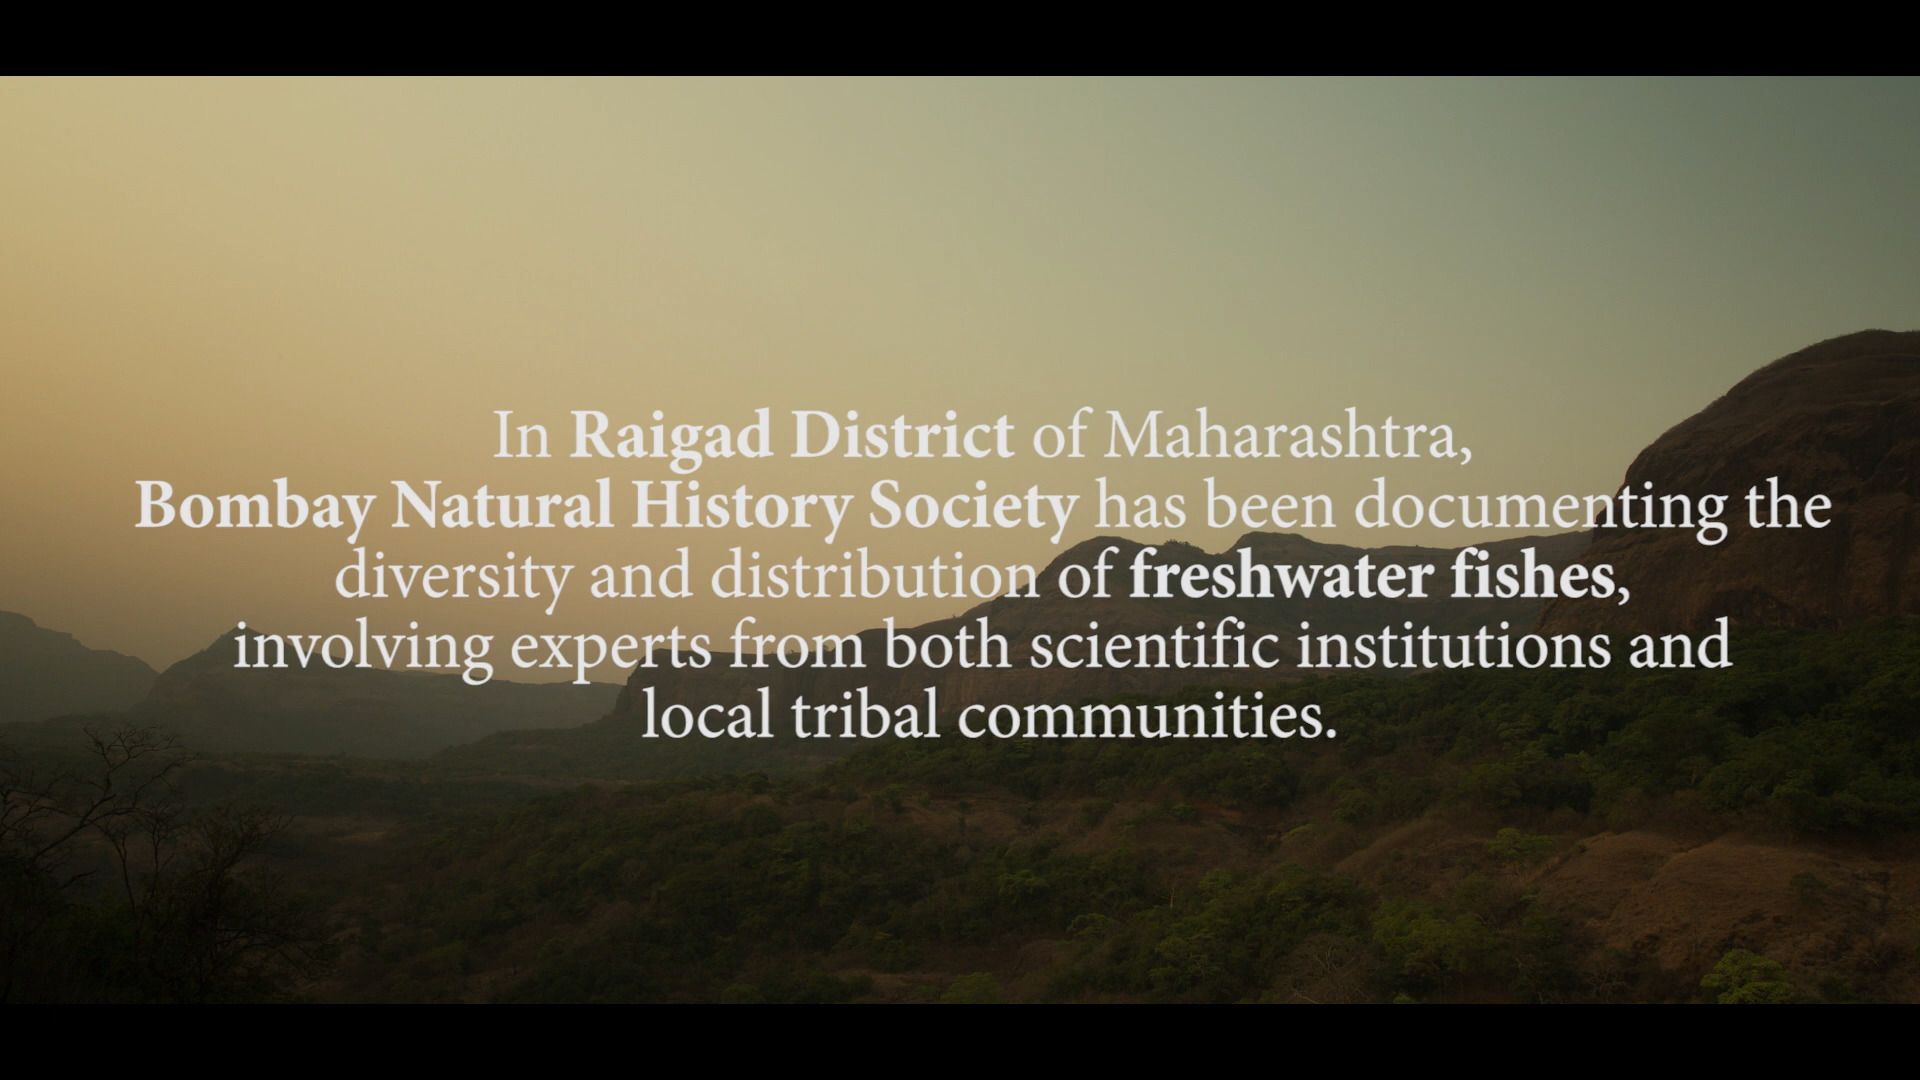 In Raigad District of Maharashtra,
Bombay Natural History Society has been documenting the
diversity and distribution of freshwater fishes,
involving experts from both scientific institutions and
local tribal communities.